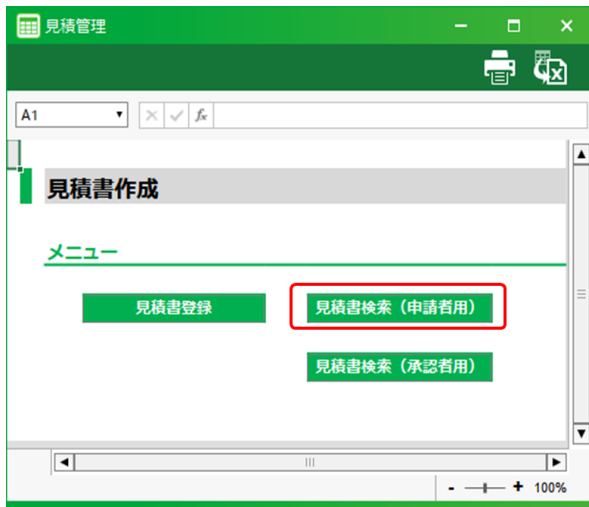 見積管理
A1
fx
見積書作成
メニュー
見積書登録
見積書検索（申請者用）
見積書検索（承認者用）
- + 100%